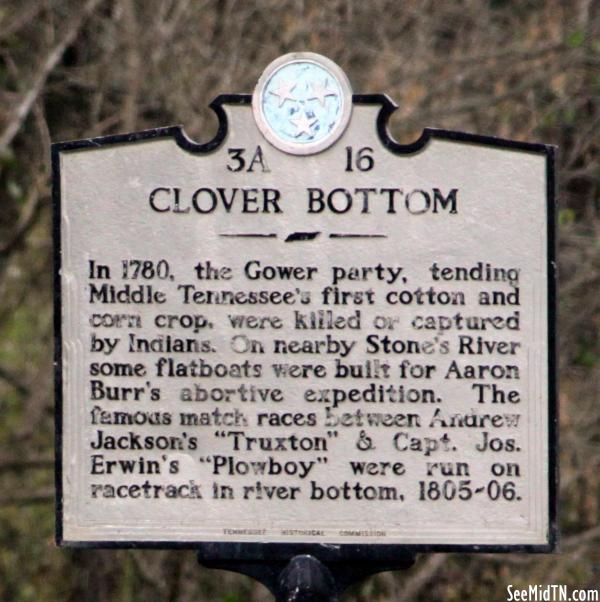 3A 16
CLOVER BOTTOM
In 1780, the Gower party, tending
Middle Tennessee's first cotton and
corn crop, were killed or captured
by Indians. On nearby Stone's River
some flatboats were built for Aaron
Burr's abortive expedition. The
famous match races between Andrew
Jackson's "Truxton" & Capt. Jos.
Erwin's "Plowboy" were run on
racetrack in river bottom, 1805-06.
TENNESSEE HISTORICAL COMMISSION
SeeMidTN.com